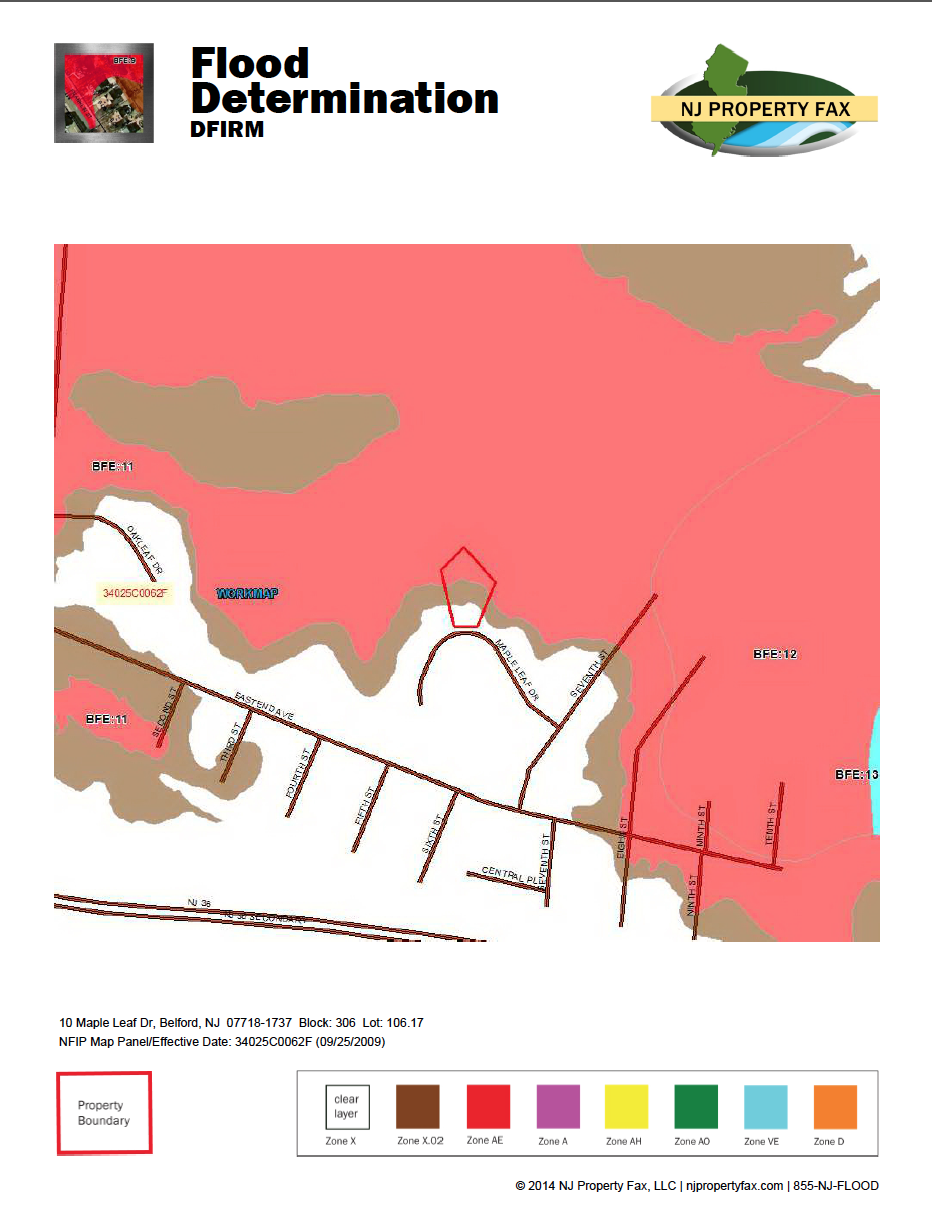 BFE:9
Flood
Determination
DFIRM
NJ PROPERTY FAX
BFE:11
OAKLEAF DR
34025C0062F
WORKMAP
MAPLE LEAF DR
SEVENTH ST
BFE:12
BFE:11
SECOND ST
EASTEND AVE
THIRD ST
FOURTH ST
BFE:13
FIFTH ST
SIXTH ST
SEVENTH ST
EIGHT ST
NINTH ST
TENTH ST
CENTRAL PL
NINTH ST
NJ 36
NJ 36 SECONDARY
10 Maple Leaf Dr, Belford, NJ 07718-1737 Block: 306 Lot: 106.17
NFIP Map Panel/Effective Date: 34025C0062F (09/25/2009)
Property
Boundary
clear
layer
Zone X
Zone X.02
Zone AE
Zone A
Zone AH
Zone AO
Zone VE
Zone D
© 2014 NJ Property Fax, LLC | njpropertyfax.com | 855-NJ-FLOOD